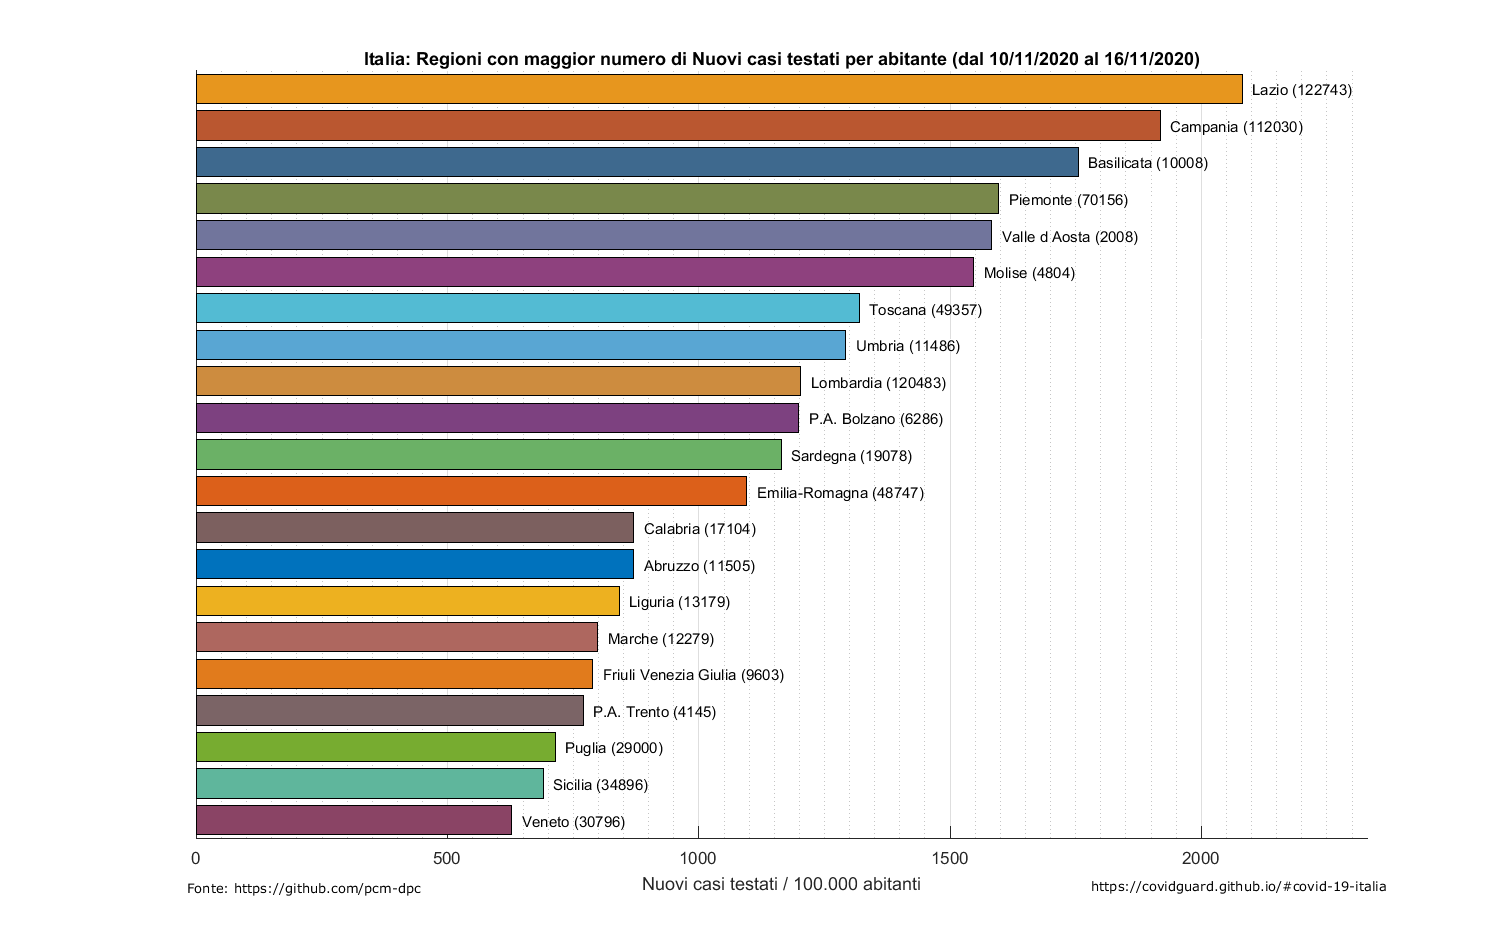 Italia: Regioni con maggior numero di Nuovi casi testati per abitante (dal 10/11/2020 al 16/11/2020)
Lazio (122743)
Campania (112030)
Basilicata (10008)
Piemonte (70156)
Valle d Aosta (2008)
Molise (4804)
Toscana (49357)
Umbria (11486)
Lombardia (120483)
P.A. Bolzano (6286)
Sardegna (19078)
Emilia-Romagna (48747)
Calabria (17104)
Abruzzo (11505)
Liguria (13179)
Marche (12279)
Friuli Venezia Giulia (9603)
P.A. Trento (4145)
Puglia (29000)
Sicilia (34896)
Veneto (30796)
0 500 1000 1500 2000
Nuovi casi testati / 100.000 abitanti
Fonte: https://github.com/pcm-dpc
https://covidguard.github.io/#covid-19-italia